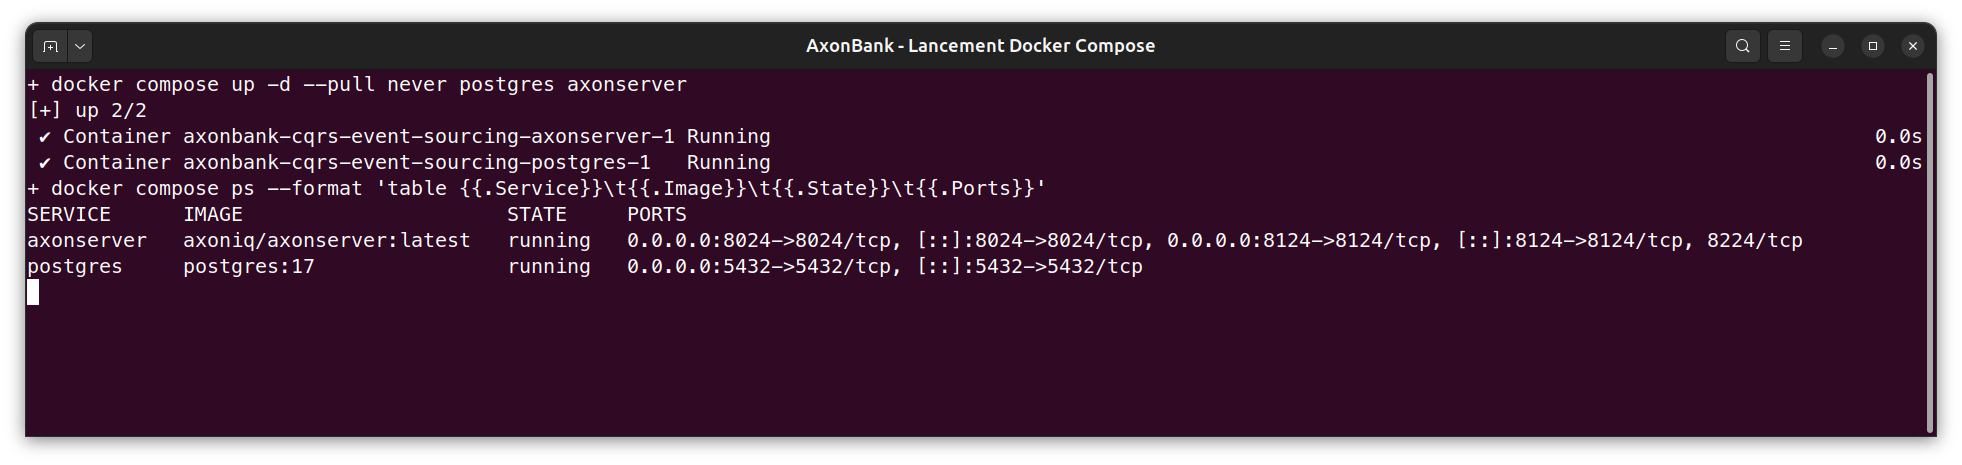 AxonBank - Lancement Docker Compose
+ docker compose up -d --pull never postgres axonserver
[+] up 2/2
✔ Container axonbank-cqrs-event-sourcing-axonserver-1 Running 0.0s
✔ Container axonbank-cqrs-event-sourcing-postgres-1 Running 0.0s
+ docker compose ps --format 'table {{.Service}}\t{{.Image}}\t{{.State}}\t{{.Ports}}'
SERVICE IMAGE STATE PORTS
axonserver axoniq/axonserver:latest running 0.0.0.0:8024->8024/tcp, [::]:8024->8024/tcp, 0.0.0.0:8124->8124/tcp, [::]:8124->8124/tcp, 8224/tcp
postgres postgres:17 running 0.0.0.0:5432->5432/tcp, [::]:5432->5432/tcp